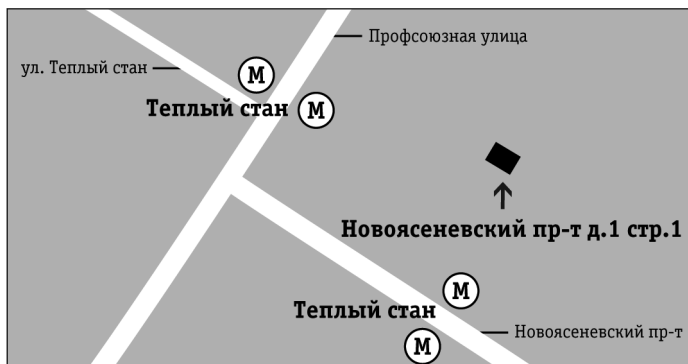 Профсоюзная улица
ул. Теплый стан
М
Теплый стан
М
Новоясеневский пр-т д.1 стр.1
М
Теплый стан
Новоясеневский пр-т
М